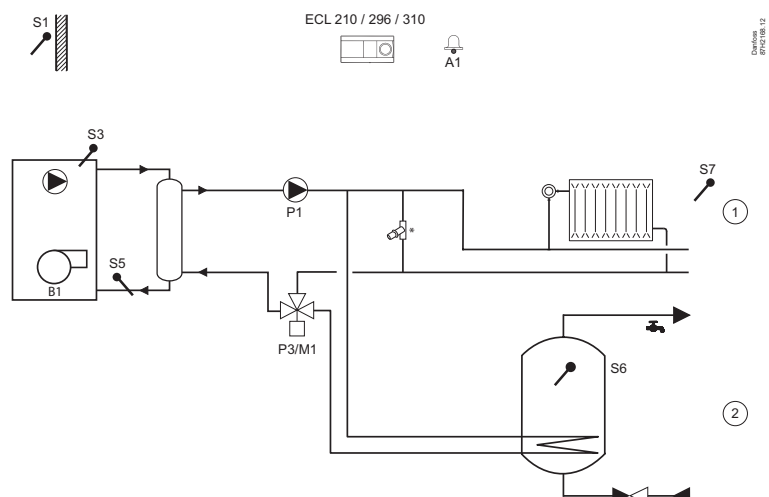 S1
ECL 210 / 296 / 310
A1
Danfoss
87H2168.12
S3
S7
P1
*
1
S5
B1
P3/M1
S6
2